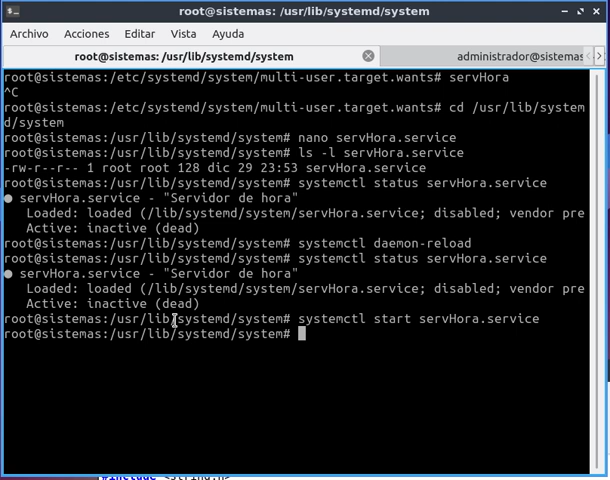 root@sistemas: /usr/lib/systemd/system
Archivo Acciones Editar Vista Ayuda
root@sistemas: /usr/lib/systemd/system administrador@sistemas
root@sistemas:/etc/systemd/system/multi-user.target.wants# servHora
^C
root@sistemas:/etc/systemd/system/multi-user.target.wants# cd /usr/lib/system
d/system
root@sistemas:/usr/lib/systemd/system# nano servHora.service
root@sistemas:/usr/lib/systemd/system# ls -l servHora.service
-rw-r--r-- 1 root root 128 dic 29 23:53 servHora.service
root@sistemas:/usr/lib/systemd/system# systemctl status servHora.service
● servHora.service - "Servidor de hora"
Loaded: loaded (/lib/systemd/system/servHora.service; disabled; vendor pre
Active: inactive (dead)
root@sistemas:/usr/lib/systemd/system# systemctl daemon-reload
root@sistemas:/usr/lib/systemd/system# systemctl status servHora.service
● servHora.service - "Servidor de hora"
Loaded: loaded (/lib/systemd/system/servHora.service; disabled; vendor pre
Active: inactive (dead)
root@sistemas:/usr/lib/systemd/system# systemctl start servHora.service
root@sistemas:/usr/lib/systemd/system#
#include <string.h>